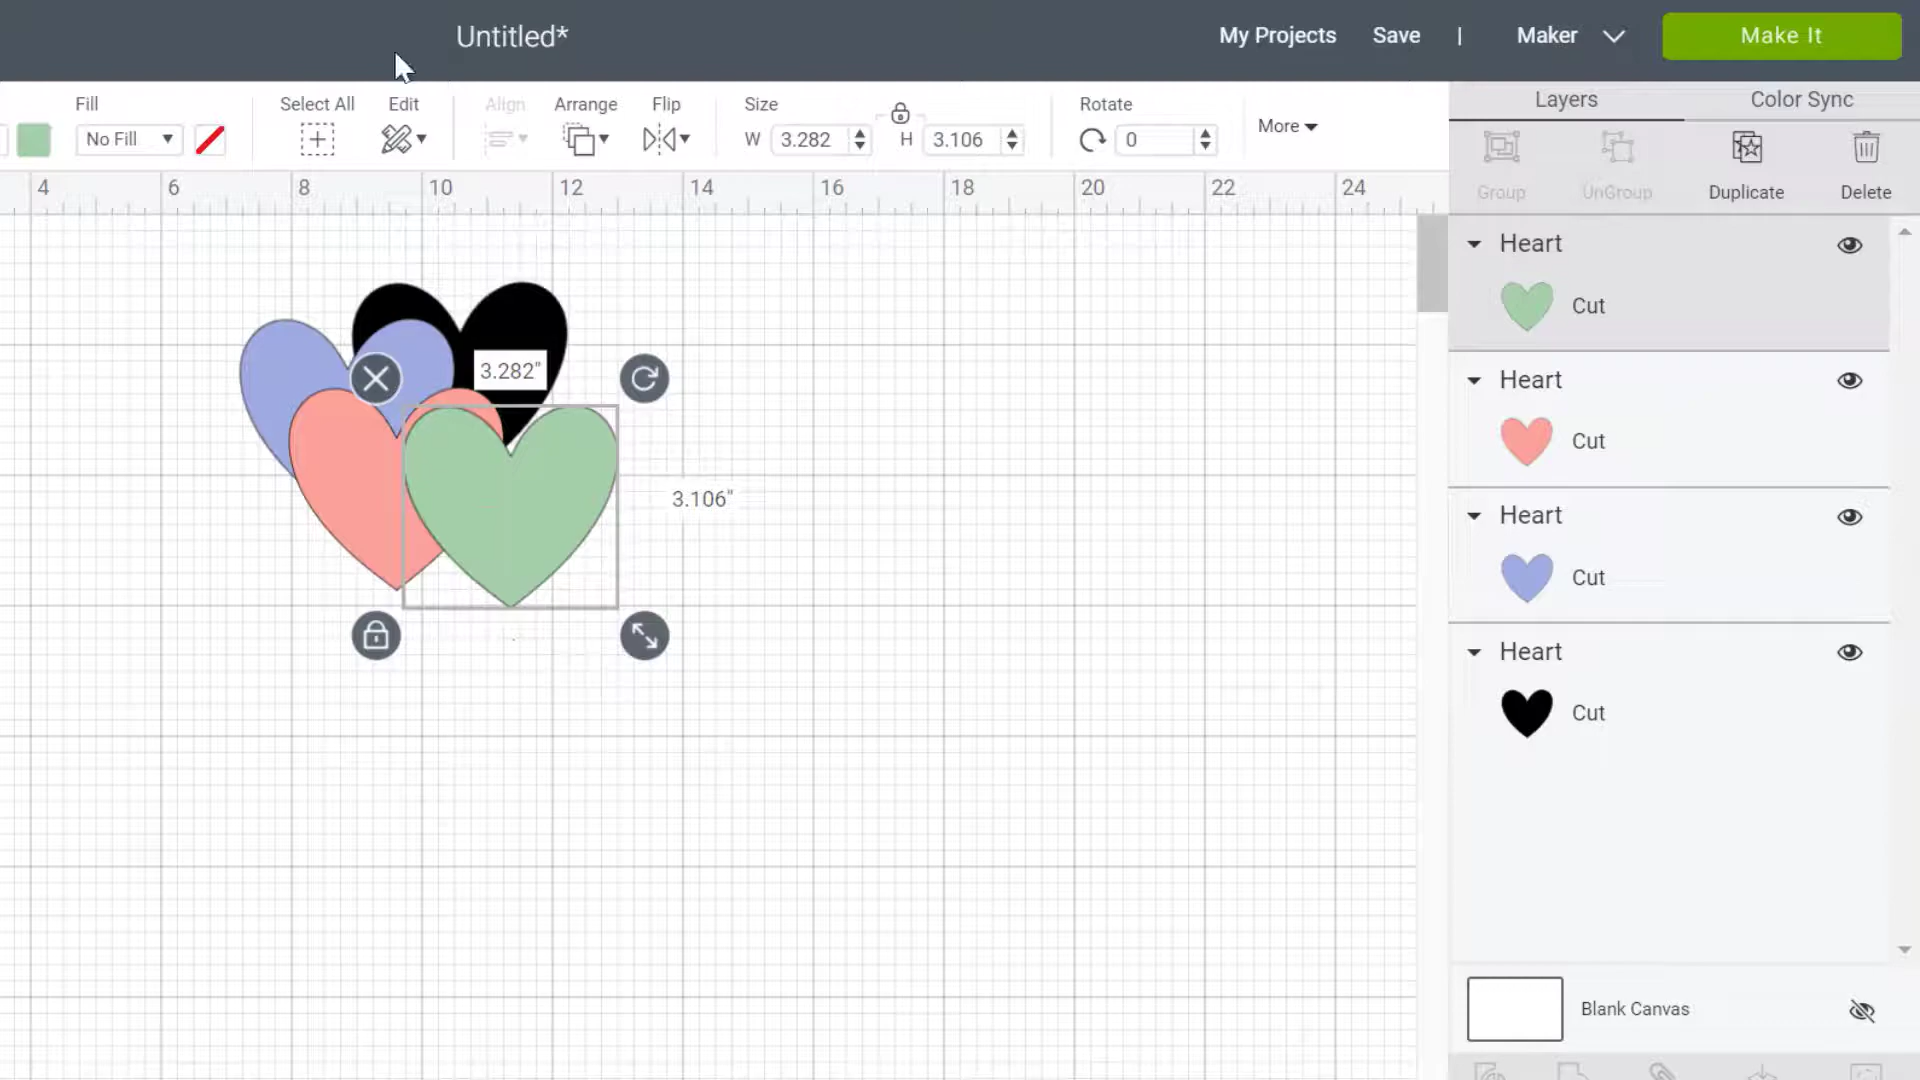 Untitled*
My Projects Save | Maker Make It
Fill Select All Edit Align Arrange Flip Size Rotate
No Fill W 3.282 H 3.106 0 More
Layers Color Sync
Group UnGroup Duplicate Delete
4 6 8 10 12 14 16 18 20 22 24
Heart
Cut
Heart
Cut
Heart
Cut
Heart
Cut
3.282"
3.106"
Blank Canvas